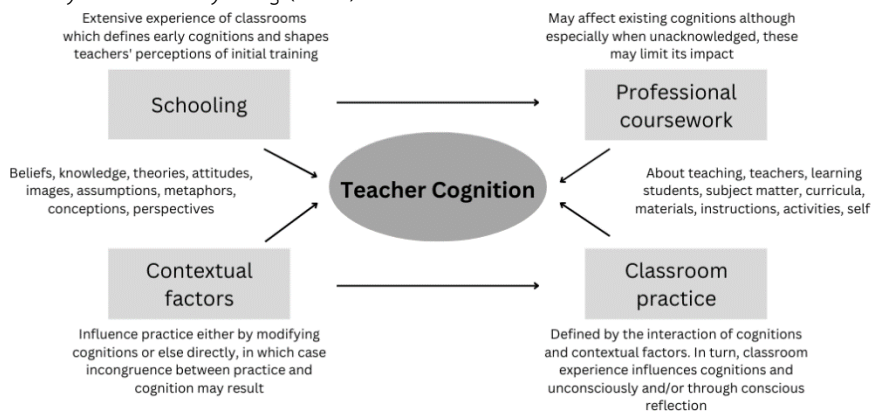 Extensive experience of classrooms
which defines early cognitions and shapes
teachers' perceptions of initial training
May affect existing cognitions although
especially when unacknowledged, these
may limit its impact
Schooling
Professional
coursework
Beliefs, knowledge, theories, attitudes,
images, assumptions, metaphors,
conceptions, perspectives
Teacher Cognition
About teaching, teachers, learning
students, subject matter, curricula,
materials, instructions, activities, self
Contextual
factors
Classroom
practice
Influence practice either by modifying
cognitions or else directly, in which case
incongruence between practice and
cognition may result
Defined by the interaction of cognitions
and contextual factors. In turn, classroom
experience influences cognitions and
unconsciously and/or through conscious
reflection